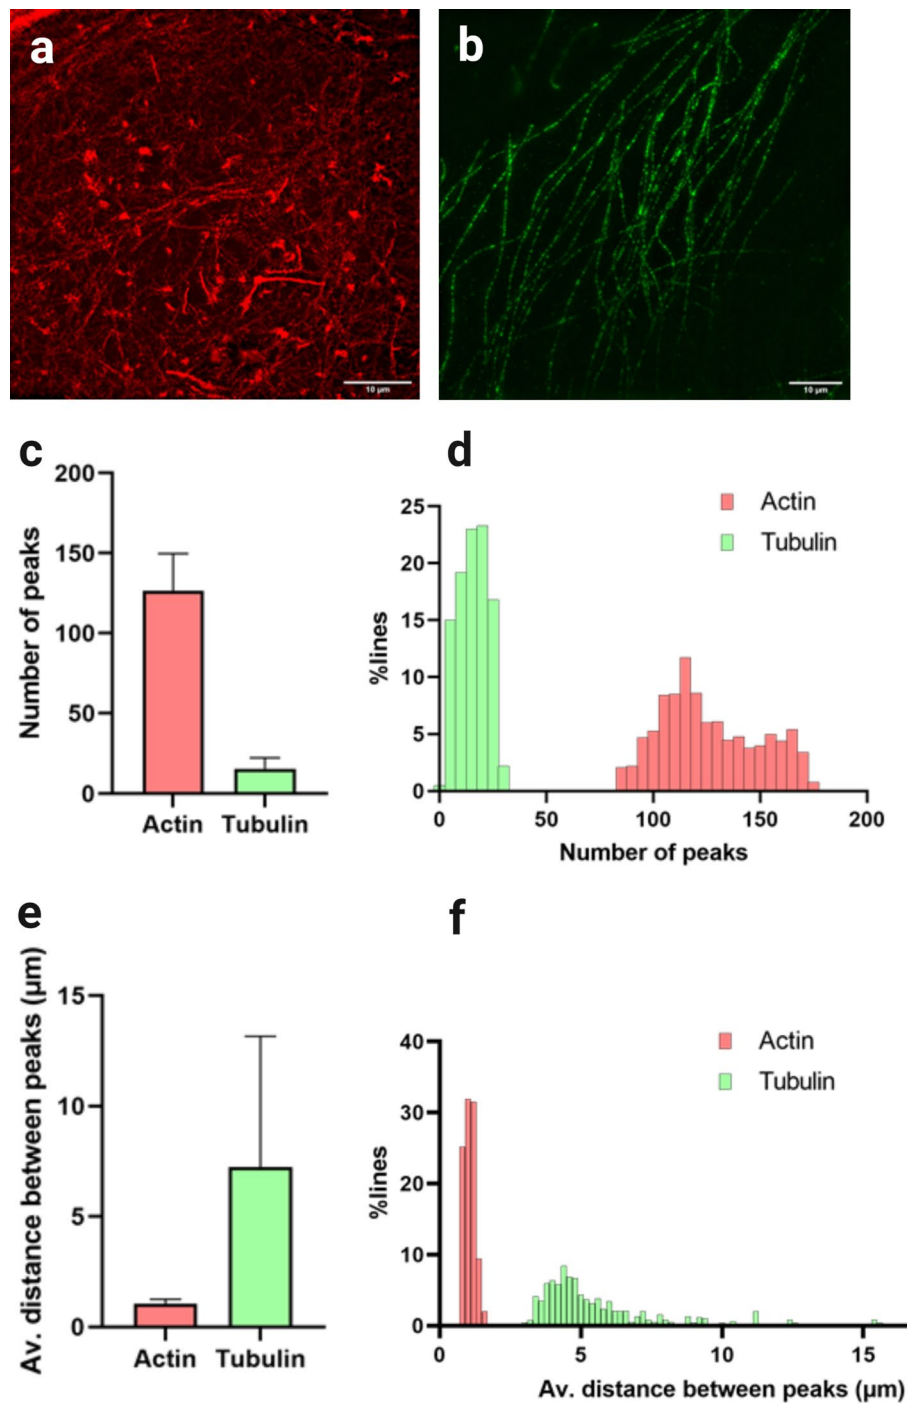 a
b
10 µm
10 µm
c
d
200
150
100
50
0
Number of peaks
Actin Tubulin
25
20
15
10
5
0
%lines
Actin
Tubulin
0 50 100 150 200
Number of peaks
e
f
15
10
5
0
Av. distance between peaks (µm)
Actin Tubulin
40
30
20
10
0
%lines
Actin
Tubulin
0 5 10 15
Av. distance between peaks (µm)